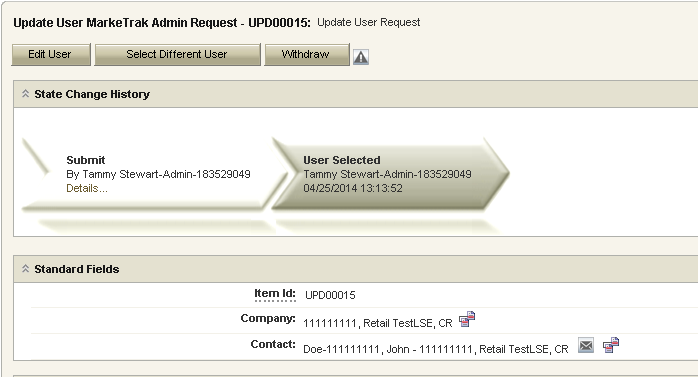 Update User MarkeTrak Admin Request - UPD00015: Update User Request
Edit User Select Different User Withdraw
State Change History
Submit
By Tammy Stewart-Admin-183529049
Details...
User Selected
Tammy Stewart-Admin-183529049
04/25/2014 13:13:52
Standard Fields
Item Id: UPD00015
Company: 111111111, Retail TestLSE, CR
Contact: Doe-111111111, John - 111111111, Retail TestLSE, CR